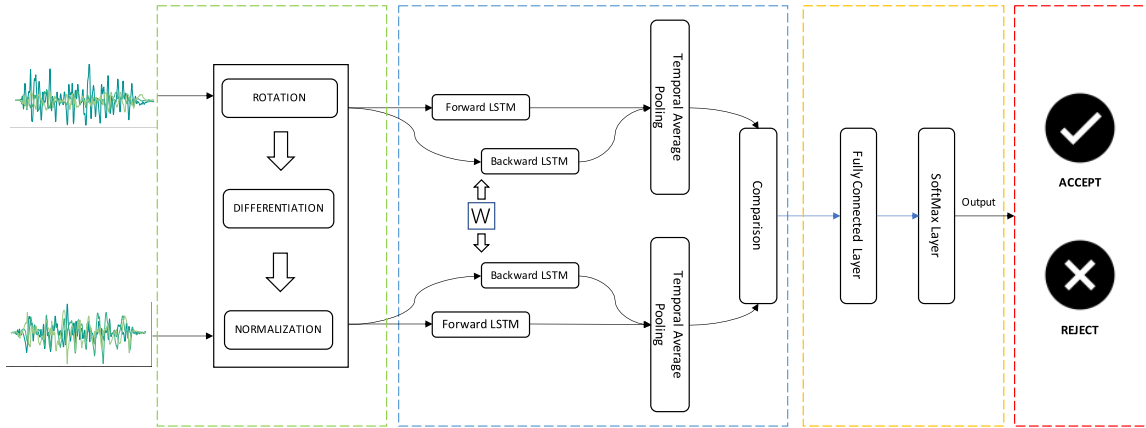 ROTATION
DIFFERENTIATION
NORMALIZATION
Forward LSTM
Backward LSTM
W
Backward LSTM
Forward LSTM
Temporal Average
Pooling
Temporal Average
Pooling
Comparison
Fully Connected Layer
SoftMax Layer
Output
ACCEPT
REJECT